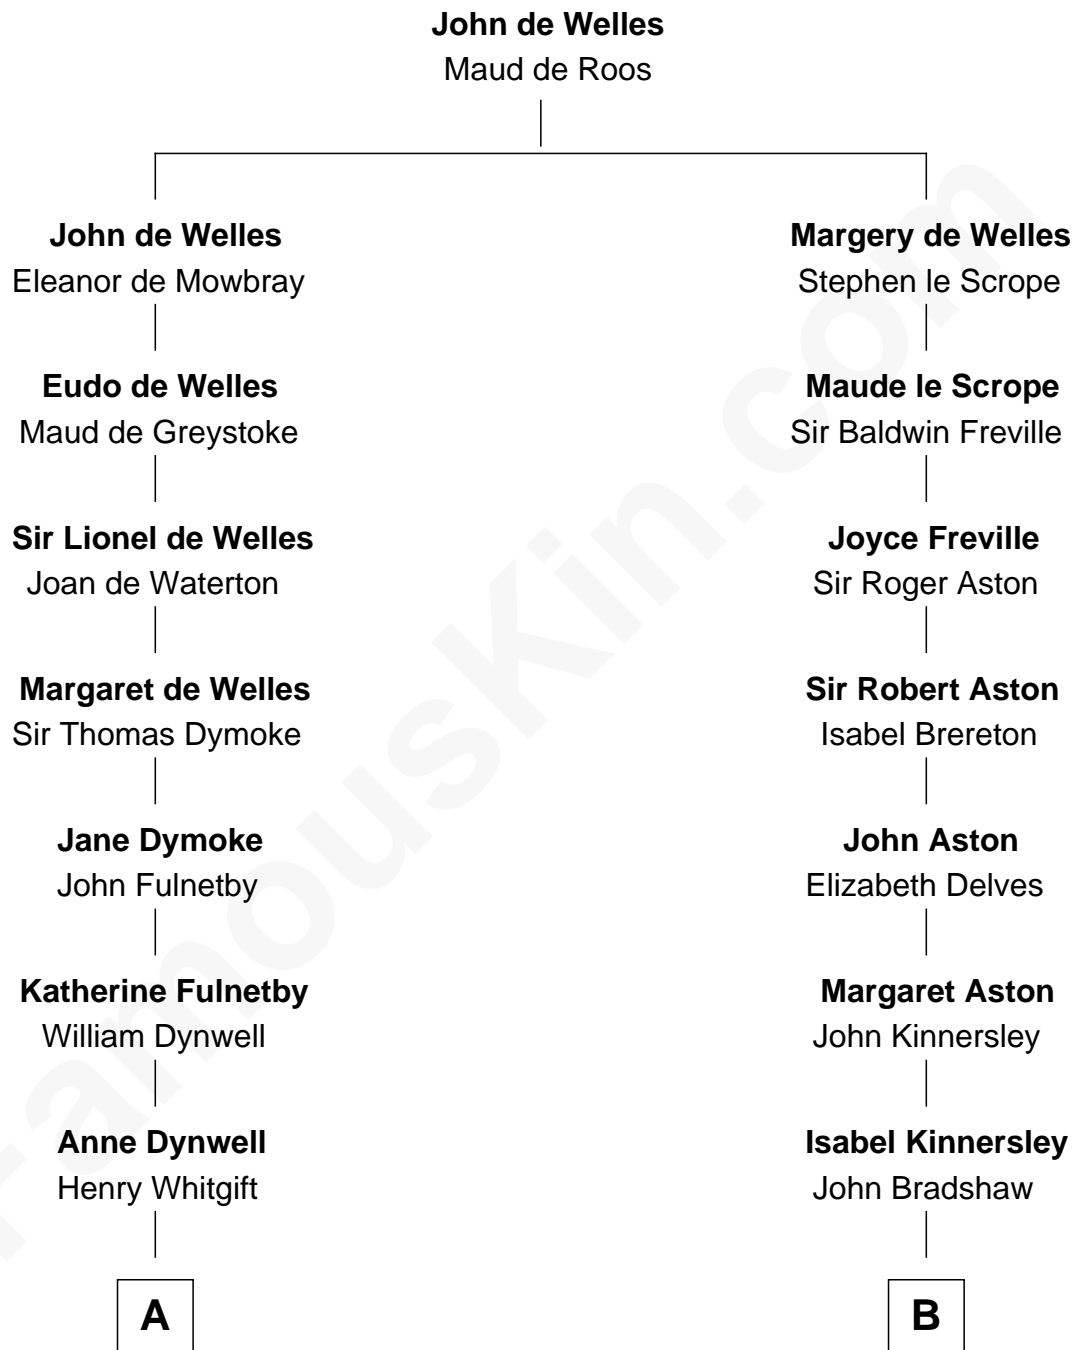 John de Welles
Maud de Roos
John de Welles
Eleanor de Mowbray
Margery de Welles
Stephen le Scrope
Eudo de Welles
Maud de Greystoke
Maude le Scrope
Sir Baldwin Freville
Sir Lionel de Welles
Joan de Waterton
Joyce Freville
Sir Roger Aston
Margaret de Welles
Sir Thomas Dymoke
Sir Robert Aston
Isabel Brereton
Jane Dymoke
John Fulnetby
John Aston
Elizabeth Delves
Katherine Fulnetby
William Dynwell
Margaret Aston
John Kinnersley
Anne Dynwell
Henry Whitgift
Isabel Kinnersley
John Bradshaw
A
B
FamousKin.com